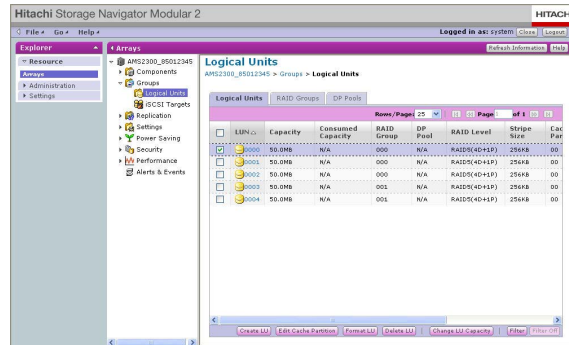 Hitachi Storage Navigator Modular 2
HITACH
File Go Help
Logged in as: system Close Logout
Explorer
Arrays
Refresh Information Help
Resource
Arrays
Administration
Settings
AMS2300_85012345
Components
Groups
Logical Units
iSCSI Targets
Replication
Settings
Power Saving
Security
Performance
Alerts & Events
Logical Units
AMS2300_85012345 > Groups > Logical Units
Logical Units RAID Groups DP Pools
Rows/Page: 25 Page 1 of 1
LUN Capacity Consumed Capacity RAID Group DP Pool RAID Level Stripe Size Cac Par
0000 50.0MB N/A 000 N/A RAID5(4D+1P) 256KB 00
0001 50.0MB N/A 000 N/A RAID5(4D+1P) 256KB 00
0002 50.0MB N/A 000 N/A RAID5(4D+1P) 256KB 00
0003 50.0MB N/A 001 N/A RAID5(4D+1P) 256KB 00
0004 50.0MB N/A 001 N/A RAID5(4D+1P) 256KB 00
Create LU Edit Cache Partition Format LU Delete LU | Change LU Capacity | Filter Filter Off